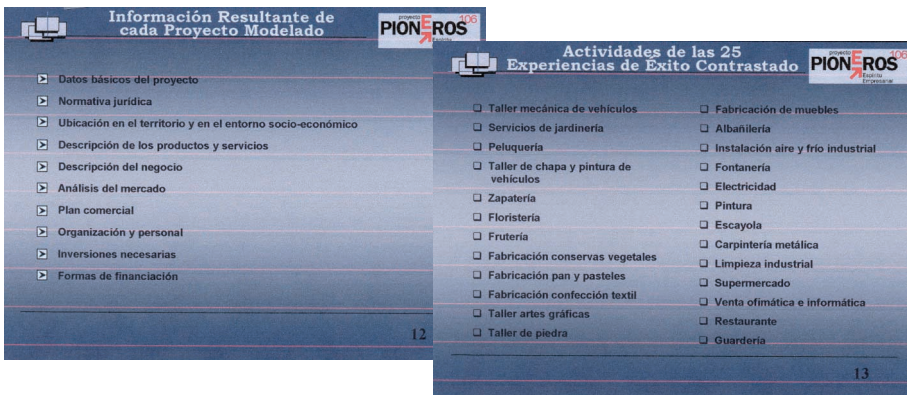 Información Resultante de
cada Proyecto Modelado
proyecto
PIONEROS
106
Datos básicos del proyecto
Normativa jurídica
Ubicación en el territorio y en el entorno socio-económico
Descripción de los productos y servicios
Descripción del negocio
Análisis del mercado
Plan comercial
Organización y personal
Inversiones necesarias
Formas de financiación
12
Actividades de las 25
Experiencias de Exito Contrastado
proyecto
PIONEROS
106
Espíritu
Empresarial
Taller mecánica de vehículos
Servicios de jardinería
Peluquería
Taller de chapa y pintura de
vehículos
Zapatería
Floristería
Frutería
Fabricación conservas vegetales
Fabricación pan y pasteles
Fabricación confección textil
Taller artes gráficas
Taller de piedra
Fabricación de muebles
Albañilería
Instalación aire y frío industrial
Fontanería
Electricidad
Pintura
Escayola
Carpintería metálica
Limpieza industrial
Supermercado
Venta ofimática e informática
Restaurante
Guardería
13